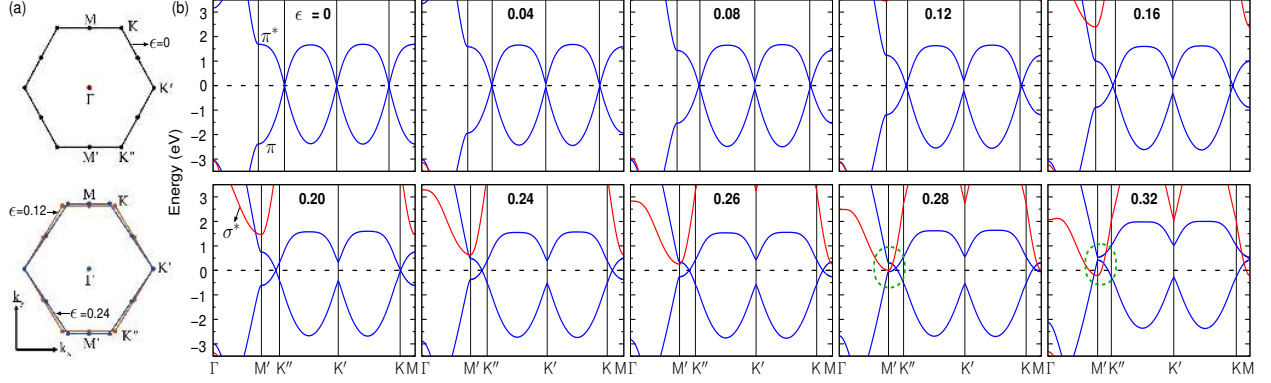 (a)
M
K
ϵ=0
K′
Γ
M′
K″
M
K
ϵ=0.12
K′
Γ
ϵ=0.24
M′
K″
k_y
k_x
(b)
Energy (eV)
3
2
1
0
−1
−2
−3
ϵ = 0
π*
π
0.04
0.08
0.12
0.16
3
2
1
0
−1
−2
−3
0.20
σ*
0.24
0.26
0.28
0.32
Γ M′ K″ K′ K M
Γ M′ K″ K′ K M
Γ M′ K″ K′ K M
Γ M′ K″ K′ K M
Γ M′ K″ K′ K M